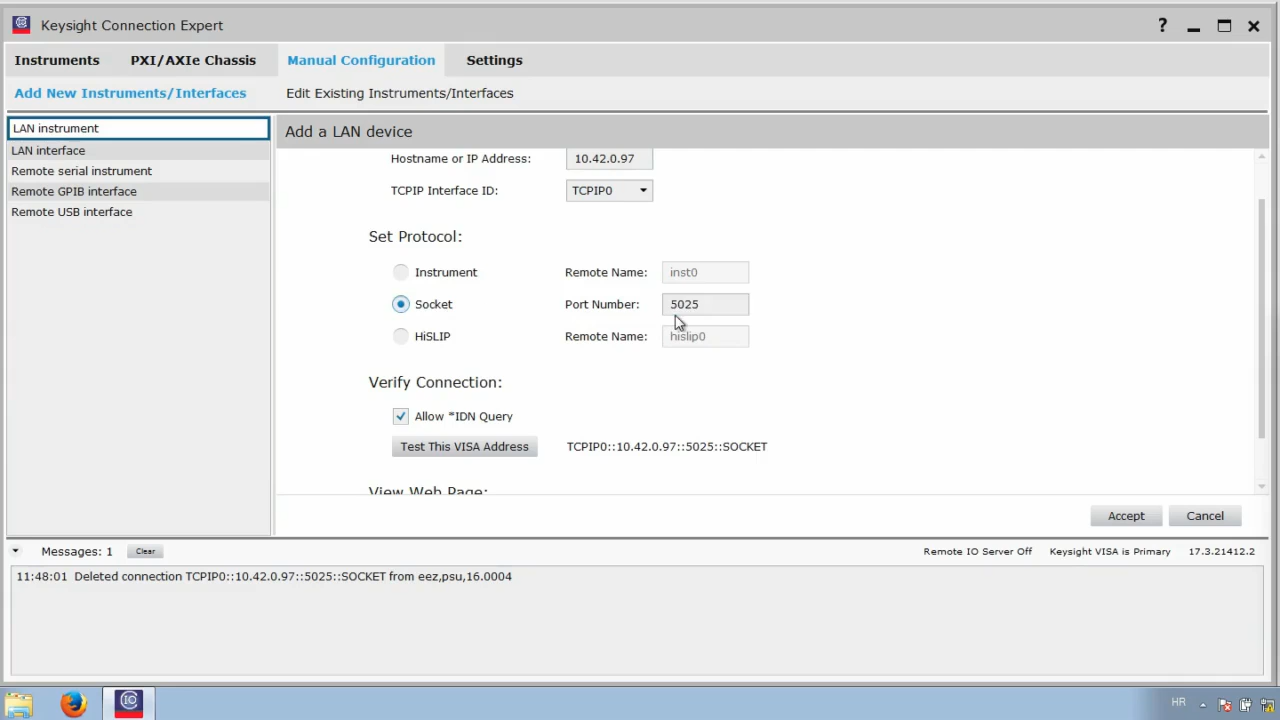 Keysight Connection Expert
?
Instruments
PXI/AXIe Chassis
Manual Configuration
Settings
Add New Instruments/Interfaces
Edit Existing Instruments/Interfaces
LAN instrument
LAN interface
Remote serial instrument
Remote GPIB interface
Remote USB interface
Add a LAN device
Hostname or IP Address: 10.42.0.97
TCPIP Interface ID: TCPIP0
Set Protocol:
Instrument Remote Name: inst0
Socket Port Number: 5025
HiSLIP Remote Name: hislip0
Verify Connection:
Allow *IDN Query
Test This VISA Address TCPIP0::10.42.0.97::5025::SOCKET
View Web Page:
Accept Cancel
Messages: 1 Clear
Remote IO Server Off Keysight VISA is Primary 17.3.21412.2
11:48:01 Deleted connection TCPIP0::10.42.0.97::5025::SOCKET from eez,psu,16.0004
IO
HR